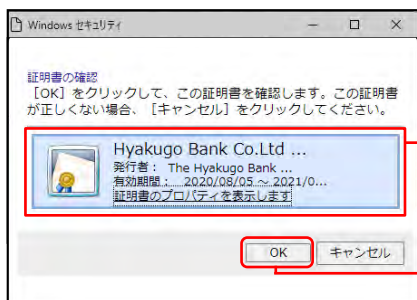 Windows セキュリティ
証明書の確認
［OK］をクリックして、この証明書を確認します。この証明書
が正しくない場合、［キャンセル］をクリックしてください。
Hyakugo Bank Co.Ltd ...
発行者： The Hyakugo Bank ...
有効期間： 2020/08/05 ～ 2021/0...
証明書のプロパティを表示します
OK
キャンセル